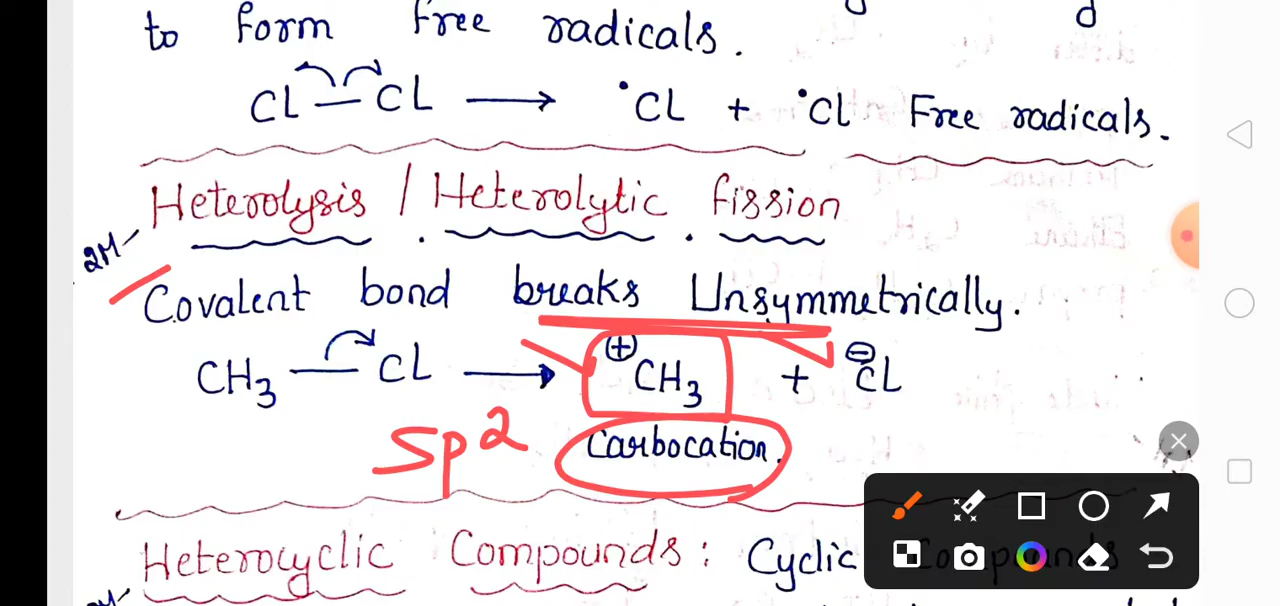 to form free radicals.
Cl — Cl ⟶ •Cl + •Cl Free radicals.
Heterolysis / Heterolytic fission
2M
Covalent bond breaks Unsymmetrically.
CH₃ — Cl ⟶ ⊕CH₃ + ⊖Cl
Sp² Carbocation.
Heterocyclic Compounds: Cyclic Compounds